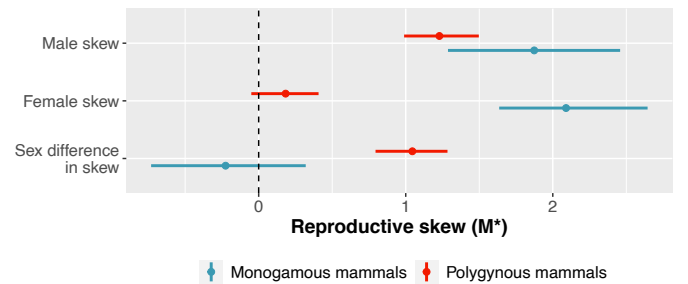 Male skew
Female skew
Sex difference
in skew
0
1
2
Reproductive skew (M*)
Monogamous mammals
Polygynous mammals